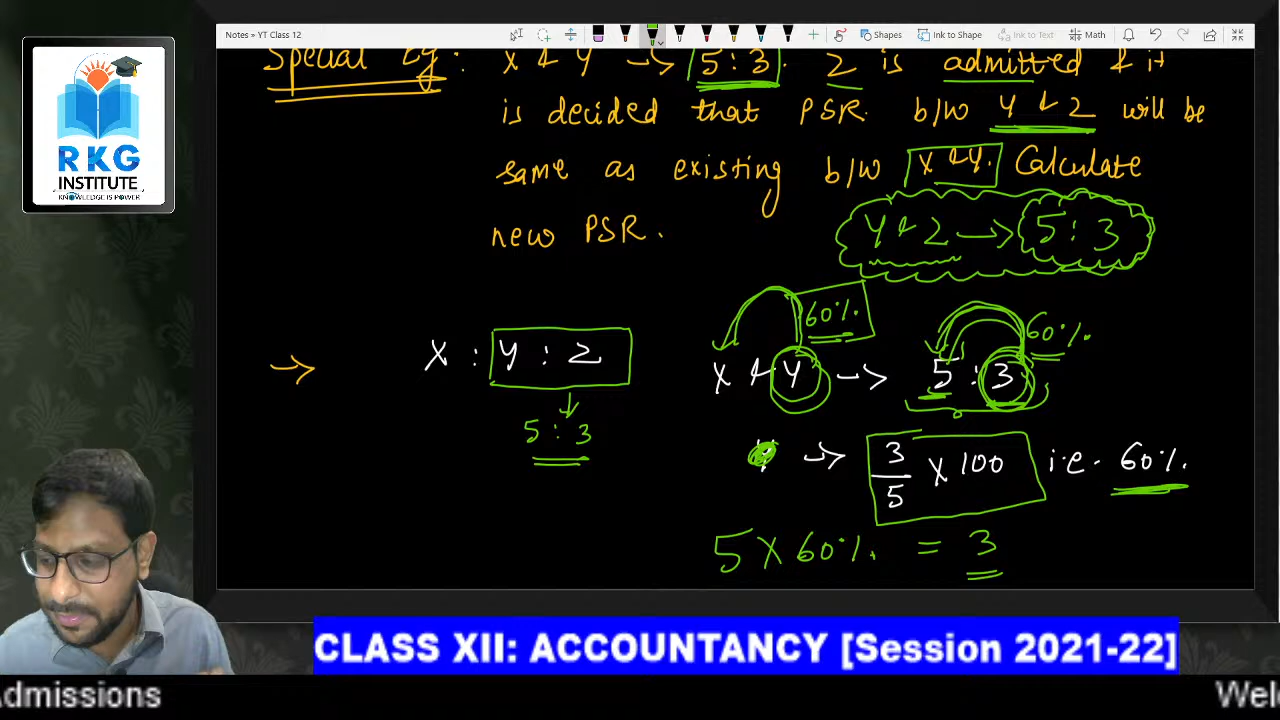 Notes » YT Class 12
Shapes
Ink to Shape
Ink to Text
Math
RKG
INSTITUTE
KNOWLEDGE IS POWER
Special Eg : X & Y → 5 : 3. Z is admitted & it
is decided that PSR. b/w Y & Z will be
same as existing b/w X & Y. Calculate
new PSR.
Y & Z → 5 : 3
60%
60%
→ X : Y : Z
X & Y → 5 : 3
5 : 3
→ 3/5 X 100 i.e. 60%.
5 X 60%. = 3
CLASS XII: ACCOUNTANCY [Session 2021-22]
Admissions
Wel